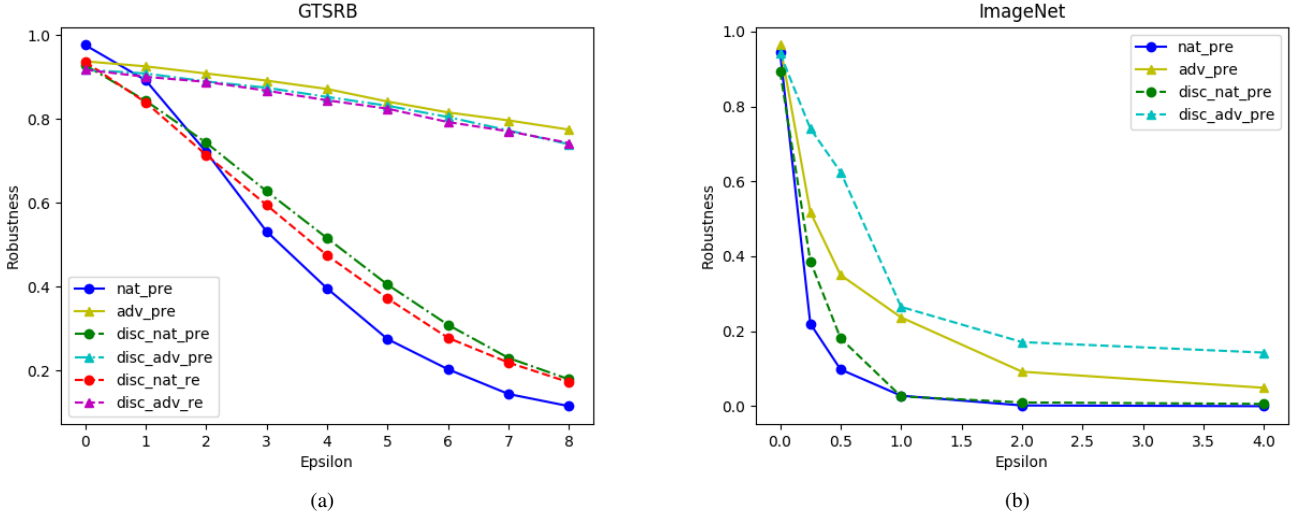 GTSRB
1.0
0.8
0.6
0.4
0.2
Robustness
nat_pre
adv_pre
disc_nat_pre
disc_adv_pre
disc_nat_re
disc_adv_re
0 1 2 3 4 5 6 7 8
Epsilon
(a)
ImageNet
1.0
0.8
0.6
0.4
0.2
0.0
Robustness
nat_pre
adv_pre
disc_nat_pre
disc_adv_pre
0.0 0.5 1.0 1.5 2.0 2.5 3.0 3.5 4.0
Epsilon
(b)